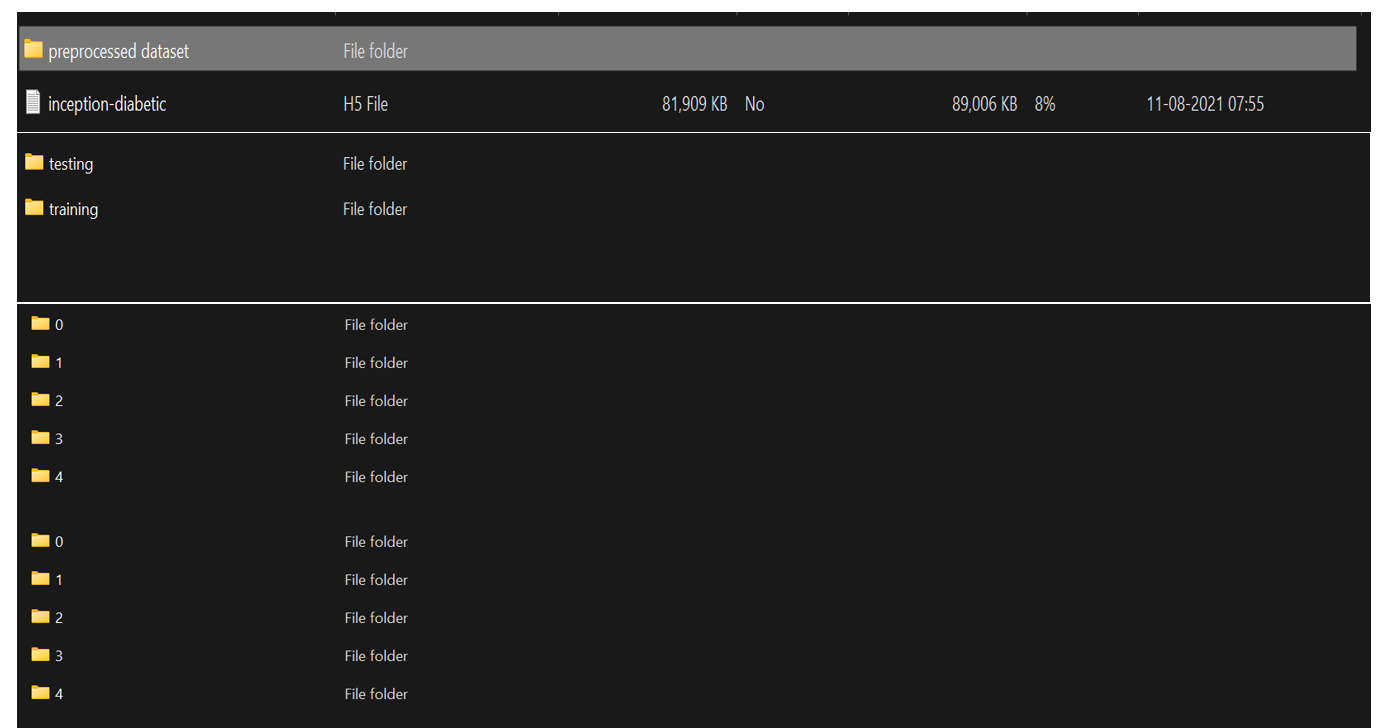 preprocessed dataset File folder
inception-diabetic H5 File 81,909 KB No 89,006 KB 8% 11-08-2021 07:55
testing File folder
training File folder
0 File folder
1 File folder
2 File folder
3 File folder
4 File folder
0 File folder
1 File folder
2 File folder
3 File folder
4 File folder